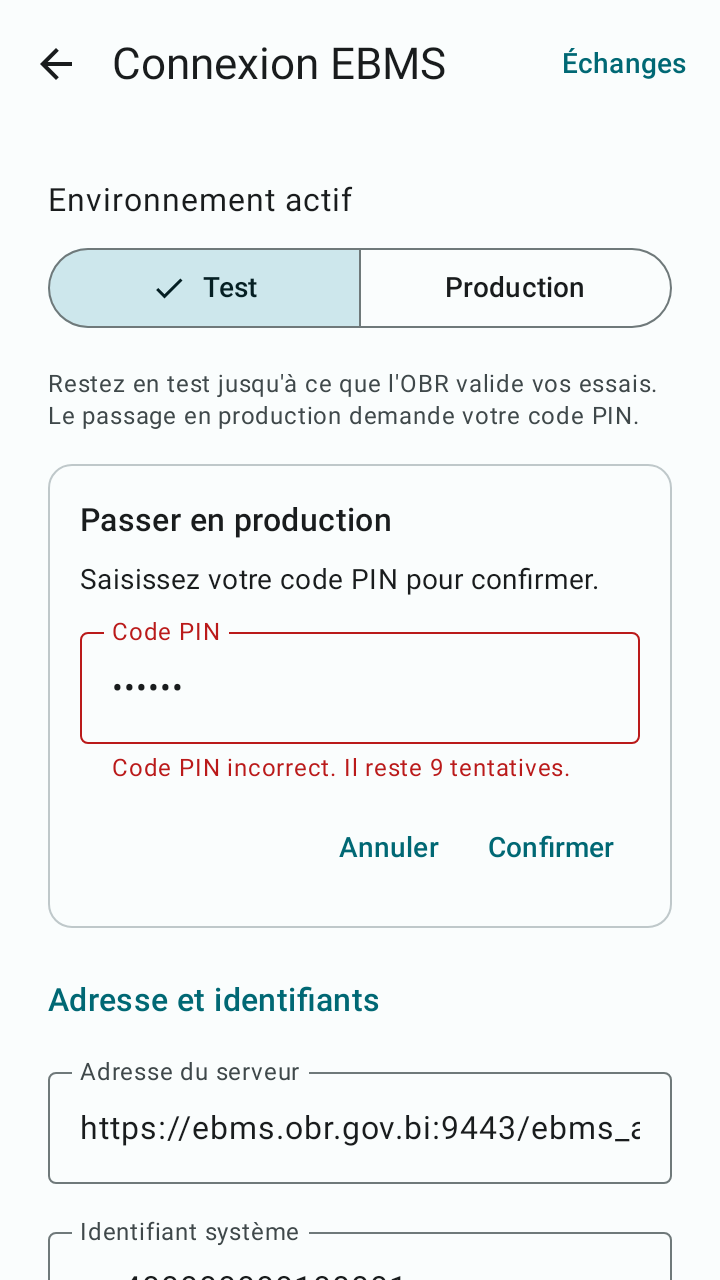 Connexion EBMS
Échanges
Environnement actif
Test
Production
Restez en test jusqu'à ce que l'OBR valide vos essais.
Le passage en production demande votre code PIN.
Passer en production
Saisissez votre code PIN pour confirmer.
Code PIN
••••••
Code PIN incorrect. Il reste 9 tentatives.
Annuler
Confirmer
Adresse et identifiants
Adresse du serveur
https://ebms.obr.gov.bi:9443/ebms_a
Identifiant système